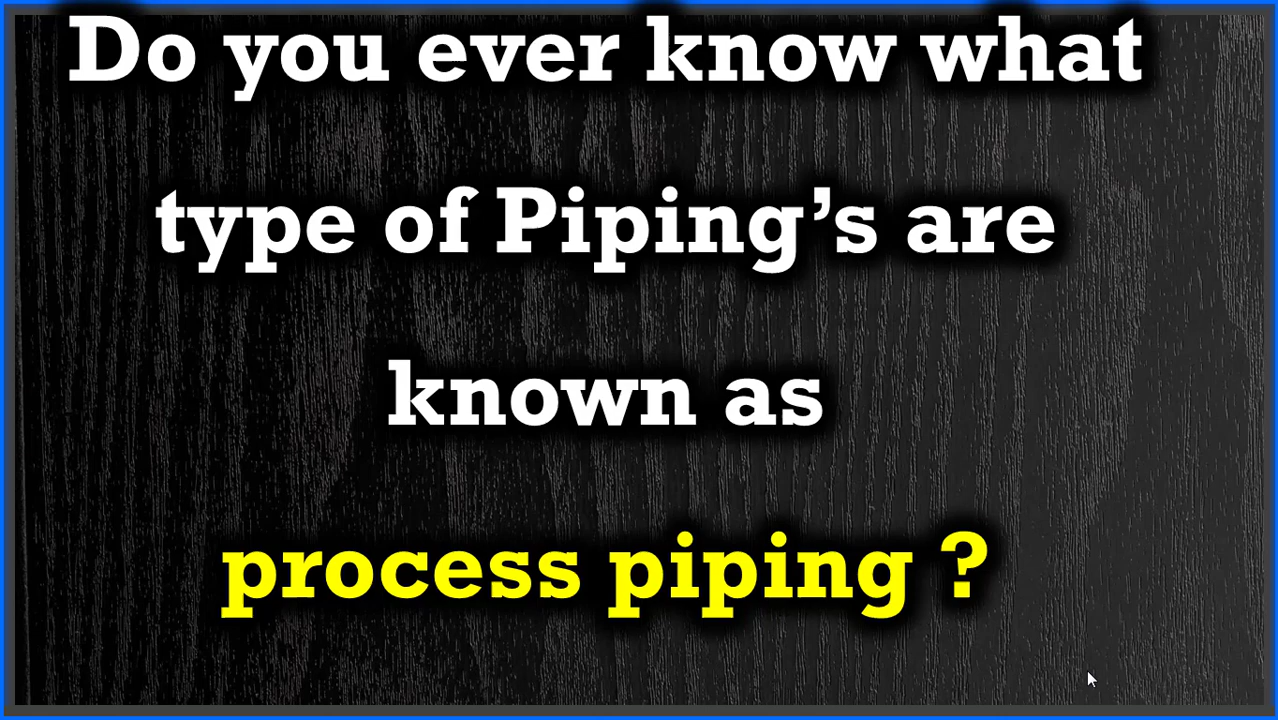 Do you ever know what
type of Piping’s are
known as
process piping ?